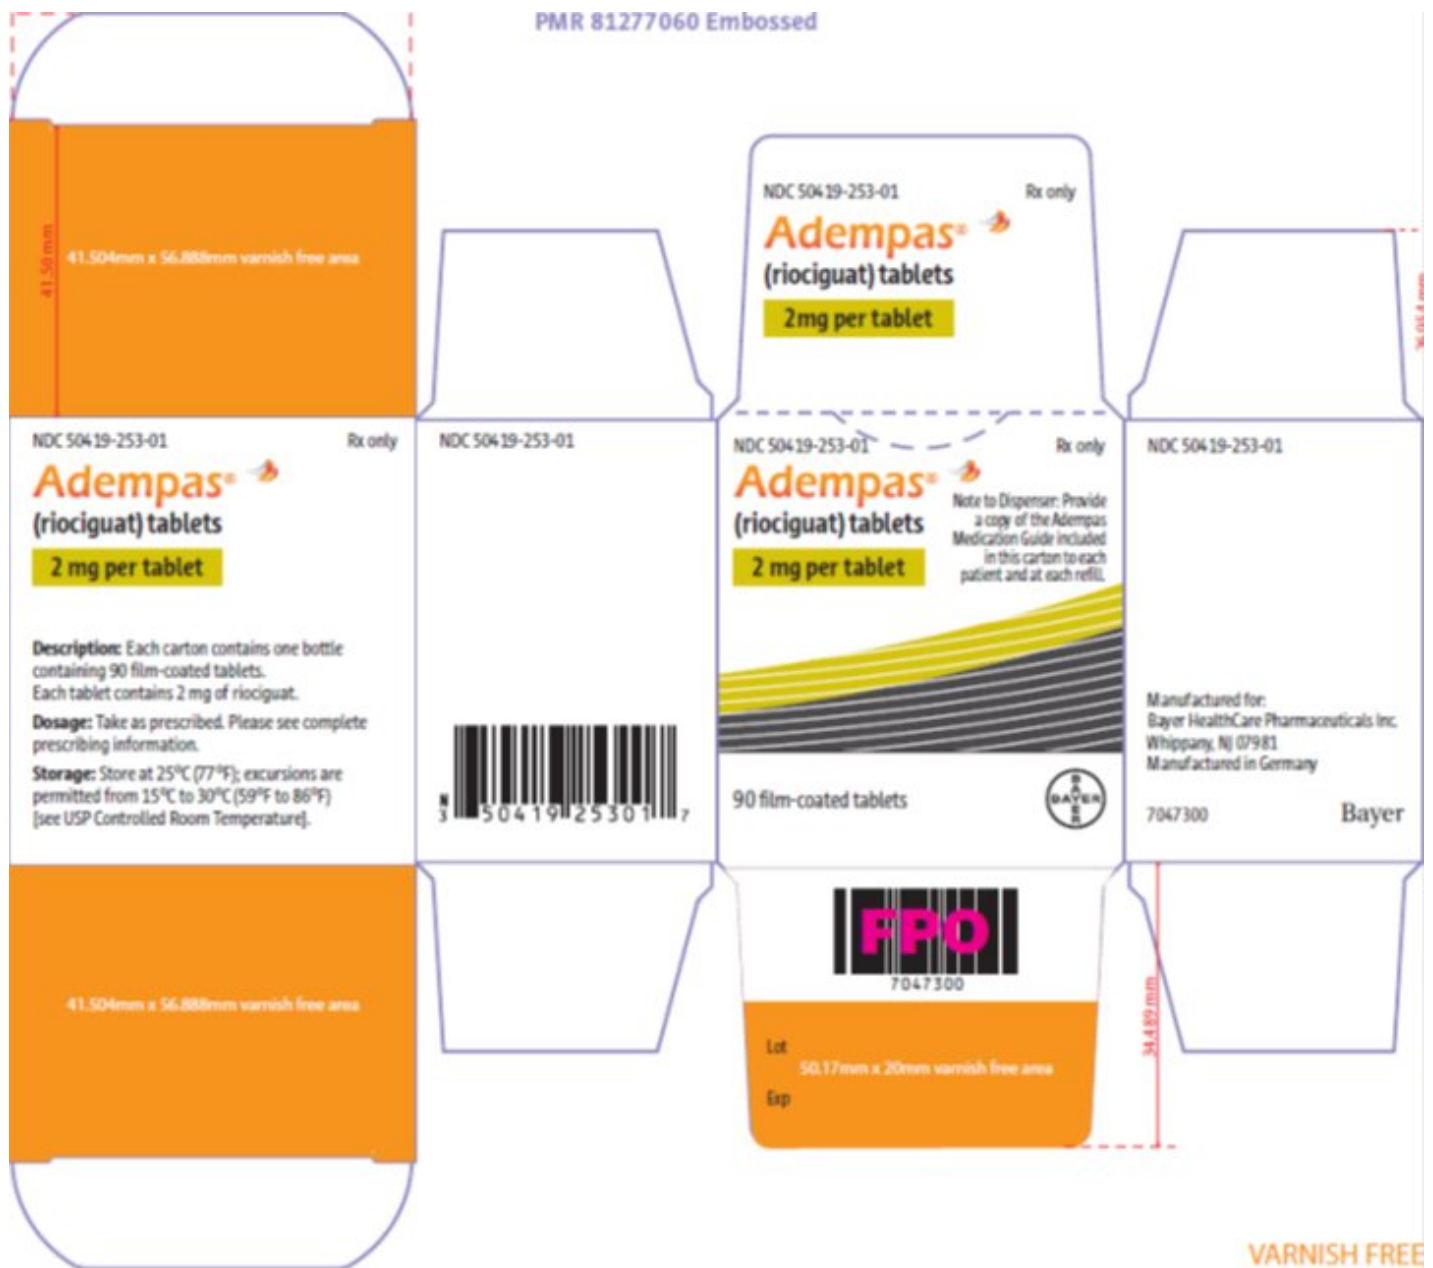 PMR 81277060 Embossed
41.50 mm
41.504mm x 56.888mm varnish free area
NDC 50419-253-01
Rx only
Adempas®
(riociguat) tablets
2mg per tablet
NDC 50419-253-01
Rx only
Adempas®
(riociguat) tablets
2 mg per tablet
Description: Each carton contains one bottle
containing 90 film-coated tablets.
Each tablet contains 2 mg of riociguat.
Dosage: Take as prescribed. Please see complete
prescribing information.
Storage: Store at 25°C (77°F); excursions are
permitted from 15°C to 30°C (59°F to 86°F)
[see USP Controlled Room Temperature].
NDC 50419-253-01
N
3 50419 25301 7
NDC 50419-253-01
Rx only
Adempas®
(riociguat) tablets
2 mg per tablet
Note to Dispenser: Provide
a copy of the Adempas
Medication Guide included
in this carton to each
patient and at each refill.
90 film-coated tablets
BAYER
BAYER
NDC 50419-253-01
Manufactured for:
Bayer HealthCare Pharmaceuticals Inc.
Whippany, NJ 07981
Manufactured in Germany
7047300
Bayer
41.504mm x 56.888mm varnish free area
FPO
7047300
Lot
50.17mm x 20mm varnish free area
Exp
34.489 mm
VARNISH FREE